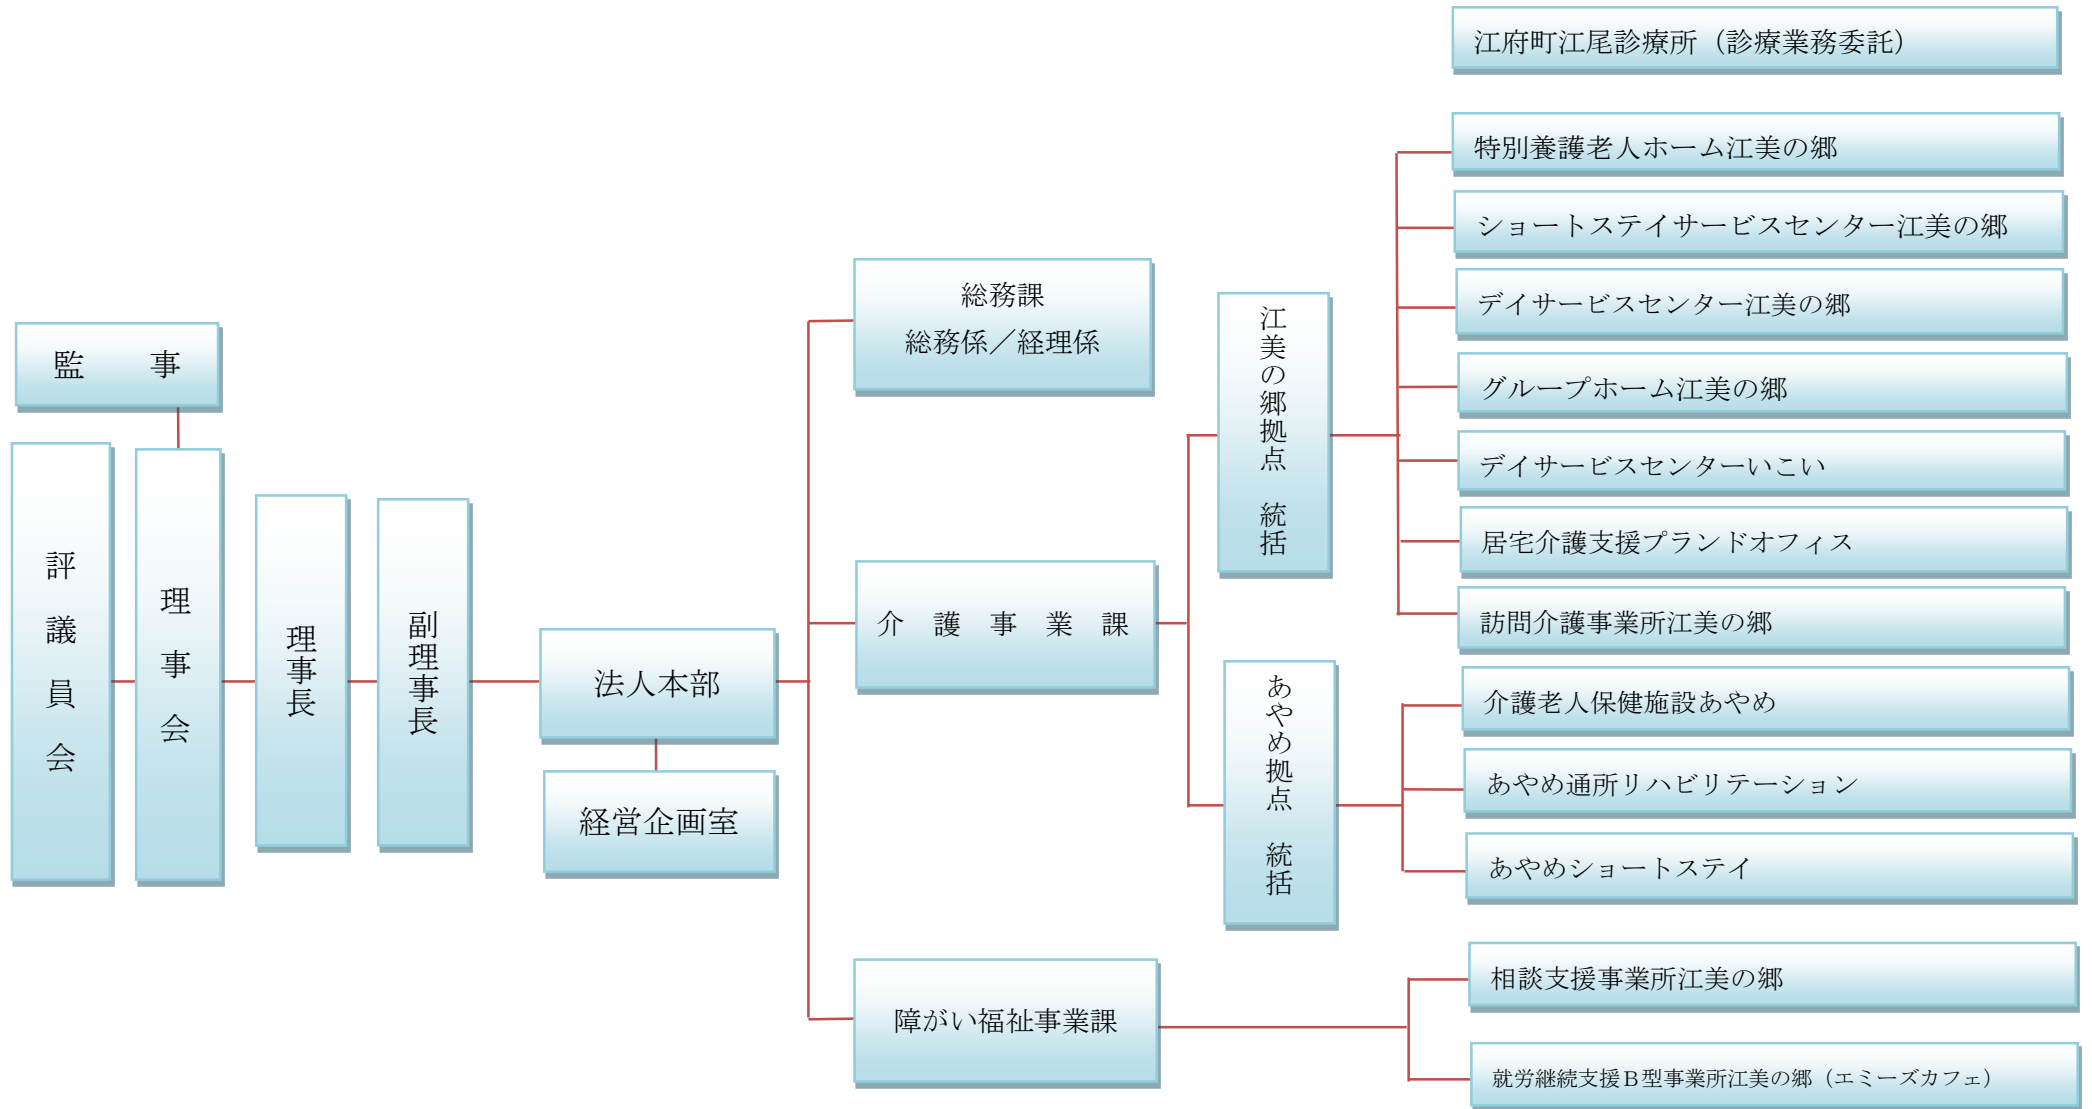 監　事
評議員会
理事会
理事長
副理事長
法人本部
経営企画室
総務課
総務係／経理係
介　護　事　業　課
障がい福祉事業課
江美の郷拠点　統括
あやめ拠点　統括
江府町江尾診療所（診療業務委託）
特別養護老人ホーム江美の郷
ショートステイサービスセンター江美の郷
デイサービスセンター江美の郷
グループホーム江美の郷
デイサービスセンターいこい
居宅介護支援プランドオフィス
訪問介護事業所江美の郷
介護老人保健施設あやめ
あやめ通所リハビリテーション
あやめショートステイ
相談支援事業所江美の郷
就労継続支援Ｂ型事業所江美の郷（エミーズカフェ）